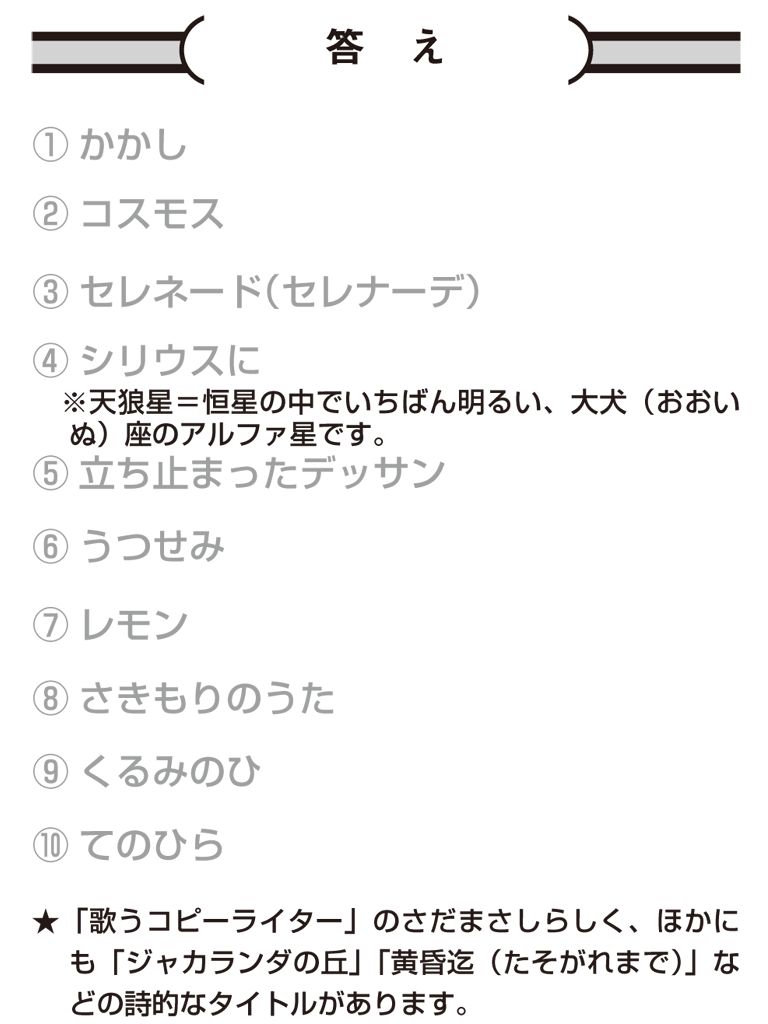 答 え
① かかし
② コスモス
③ セレネード(セレナーデ)
④ シリウスに
※天狼星＝恒星の中でいちばん明るい、大犬（おおい
ぬ）座のアルファ星です。
⑤ 立ち止まったデッサン
⑥ うつせみ
⑦ レモン
⑧ さきもりのうた
⑨ くるみのひ
⑩ てのひら
★「歌うコピーライター」のさだまさしらしく、ほかに
も「ジャカランダの丘」「黄昏迄（たそがれまで）」な
どの詩的なタイトルがあります。